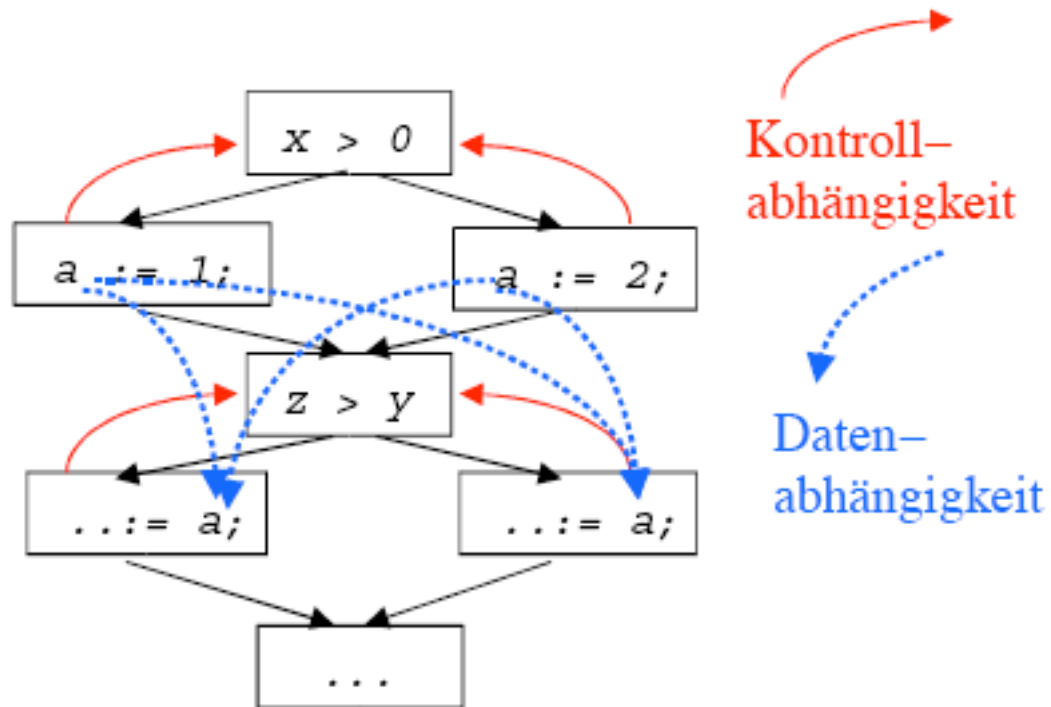 x > 0
Kontroll–
abhängigkeit
a := 1;
a := 2;
z > y
Daten–
abhängigkeit
..:= a;
..:= a;
...